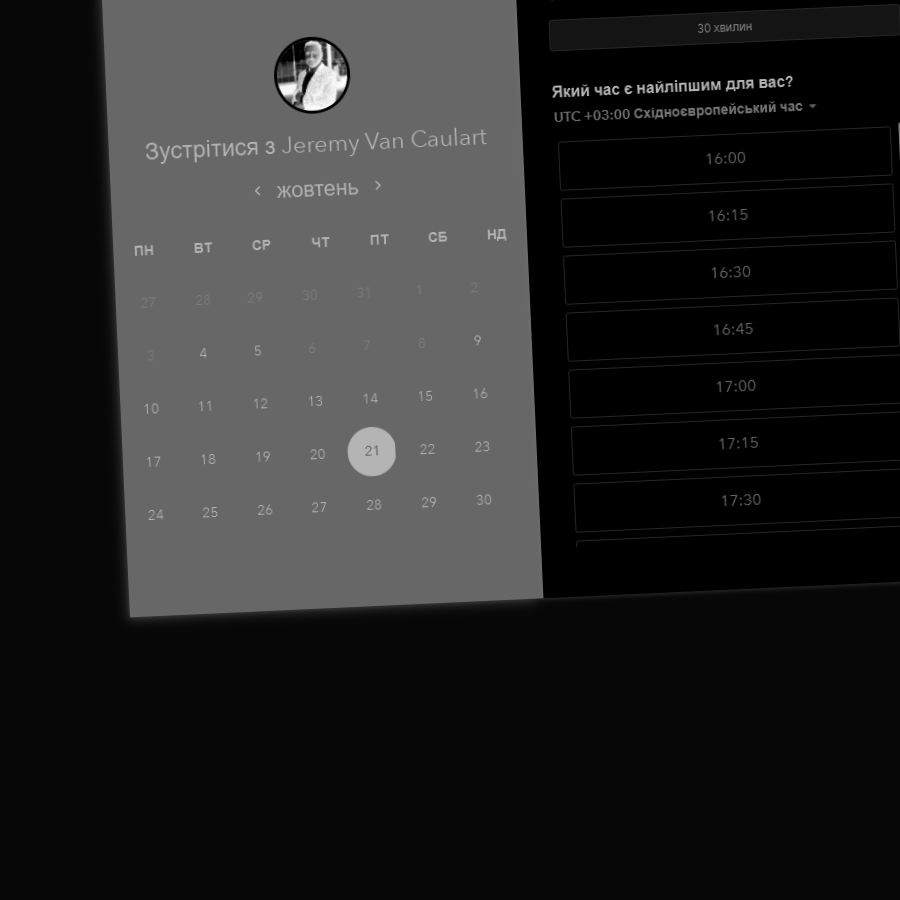 Зустрітися з Jeremy Van Caulart
‹ жовтень ›
ПН ВТ СР ЧТ ПТ СБ НД
27 28 29 30 31 1 2
3 4 5 6 7 8 9
10 11 12 13 14 15 16
17 18 19 20 21 22 23
24 25 26 27 28 29 30
30 хвилин
Який час є найліпшим для вас?
UTC +03:00 Східноєвропейський час
16:00
16:15
16:30
16:45
17:00
17:15
17:30